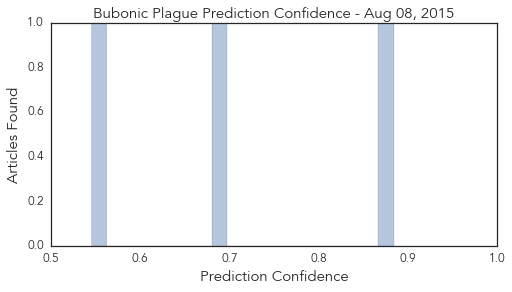 Bubonic Plague Prediction Confidence - Aug 08, 2015
1.0
0.8
0.6
0.4
0.2
0.0
Articles Found
0.5 0.6 0.7 0.8 0.9 1.0
Prediction Confidence